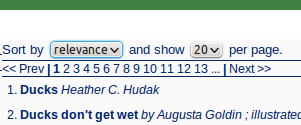 Sort by relevance and show 20 per page.
<< Prev | 1 2 3 4 5 6 7 8 9 10 11 12 13 ... | Next >>
1. Ducks Heather C. Hudak
2. Ducks don't get wet by Augusta Goldin ; illustrated